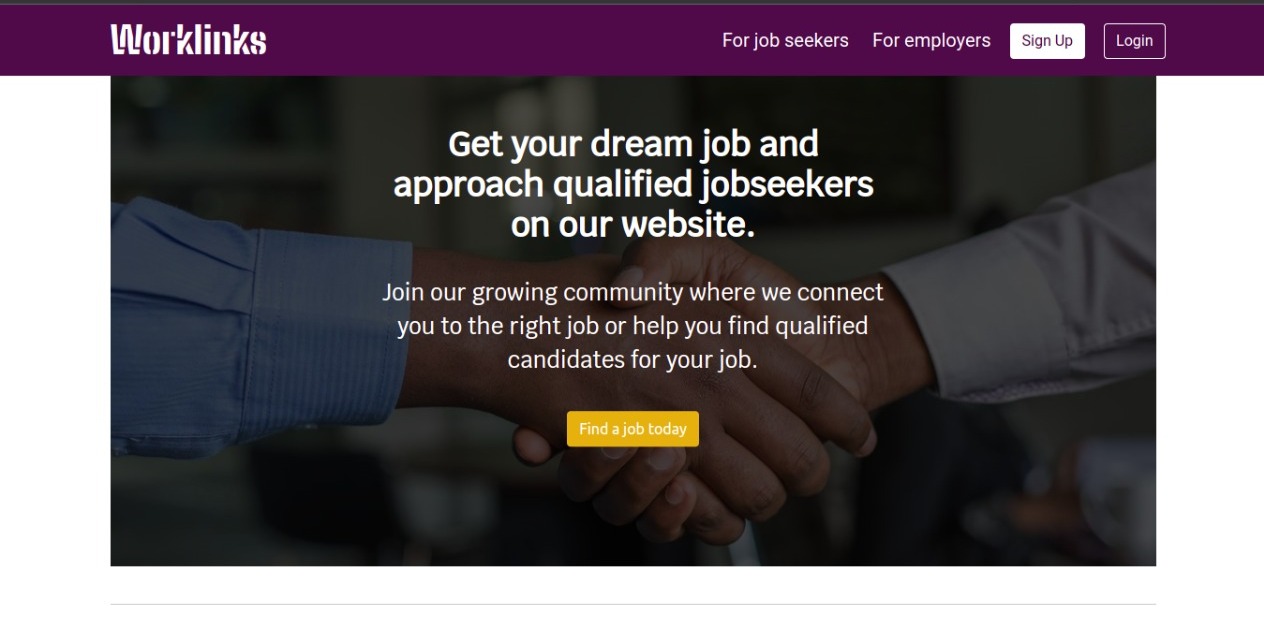 Worklinks
For job seekers
For employers
Sign Up
Login
Get your dream job and
approach qualified jobseekers
on our website.
Join our growing community where we connect
you to the right job or help you find qualified
candidates for your job.
Find a job today